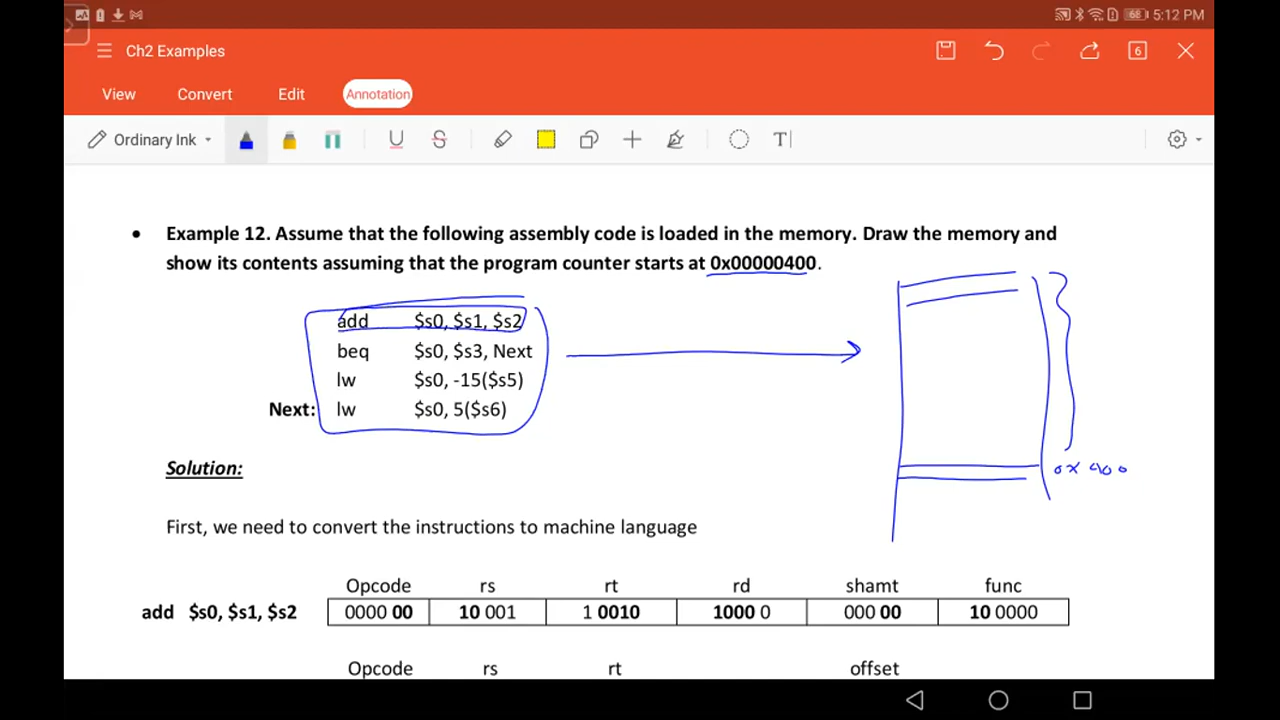 68 5:12 PM
Ch2 Examples
6
View Convert Edit Annotation
Ordinary Ink T
• Example 12. Assume that the following assembly code is loaded in the memory. Draw the memory and
show its contents assuming that the program counter starts at 0x00000400.
add $s0, $s1, $s2
beq $s0, $s3, Next
lw $s0, -15($s5)
Next: lw $s0, 5($s6)
0x 400
Solution:
First, we need to convert the instructions to machine language
Opcode rs rt rd shamt func
add $s0, $s1, $s2 0000 00 10 001 1 0010 1000 0 000 00 10 0000
Opcode rs rt offset